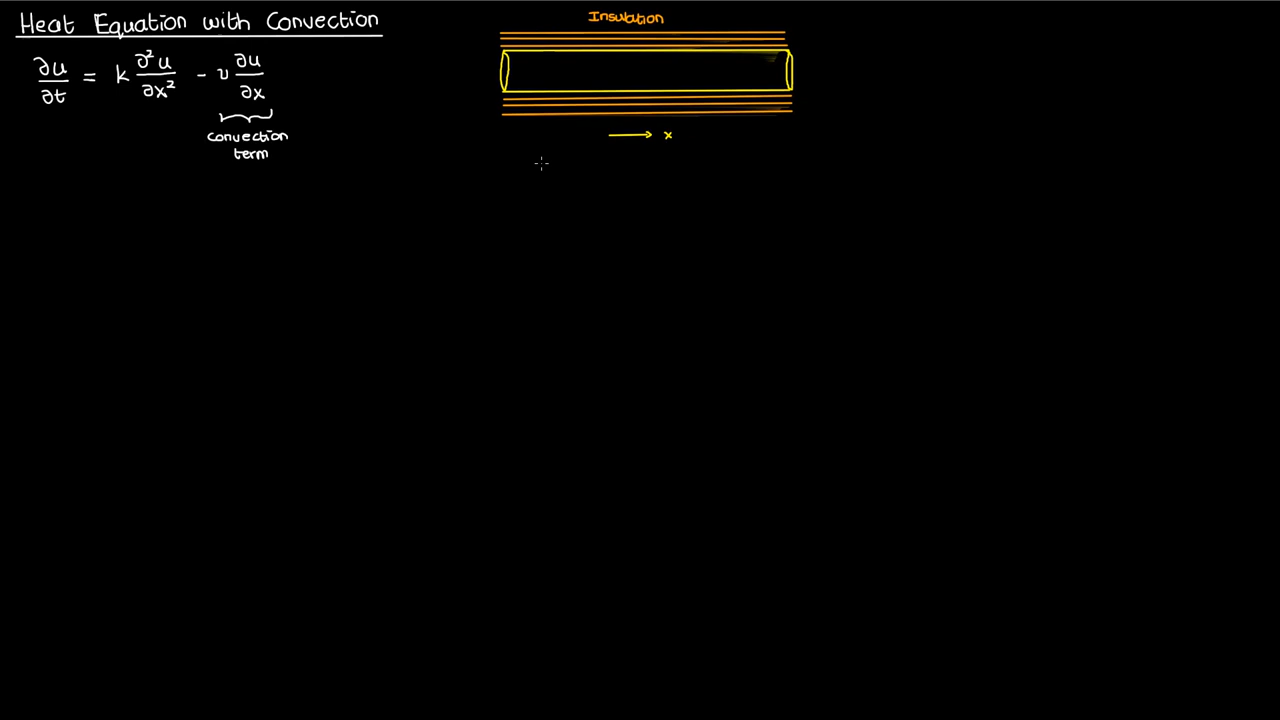 Heat Equation with Convection
∂u/∂t = k ∂²u/∂x² - v ∂u/∂x
convection
term
Insulation
x